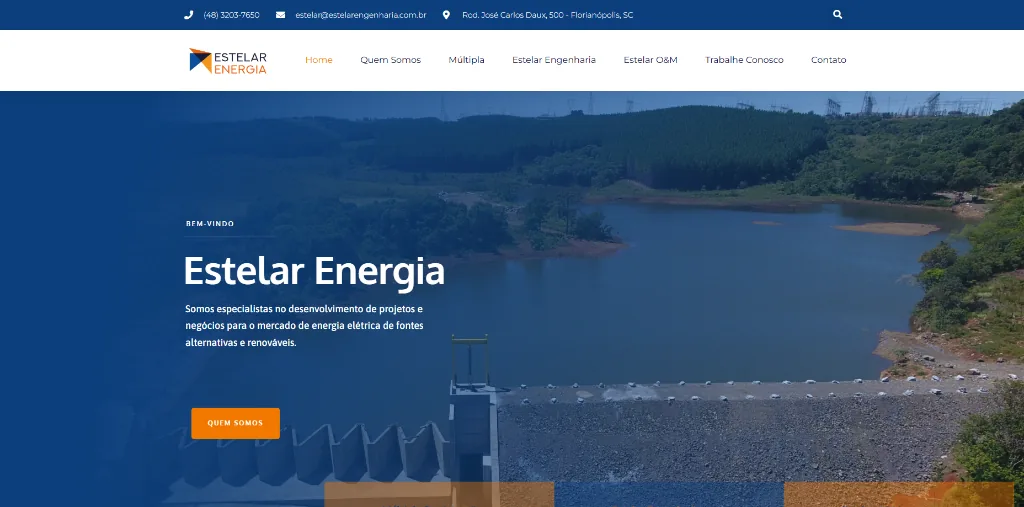 (48) 3203-7650
estelar@estelarengenharia.com.br
Rod. José Carlos Daux, 500 - Florianópolis, SC
ESTELAR
ENERGIA
Home
Quem Somos
Múltipla
Estelar Engenharia
Estelar O&M
Trabalhe Conosco
Contato
BEM-VINDO
Estelar Energia
Somos especialistas no desenvolvimento de projetos e
negócios para o mercado de energia elétrica de fontes
alternativas e renováveis.
QUEM SOMOS